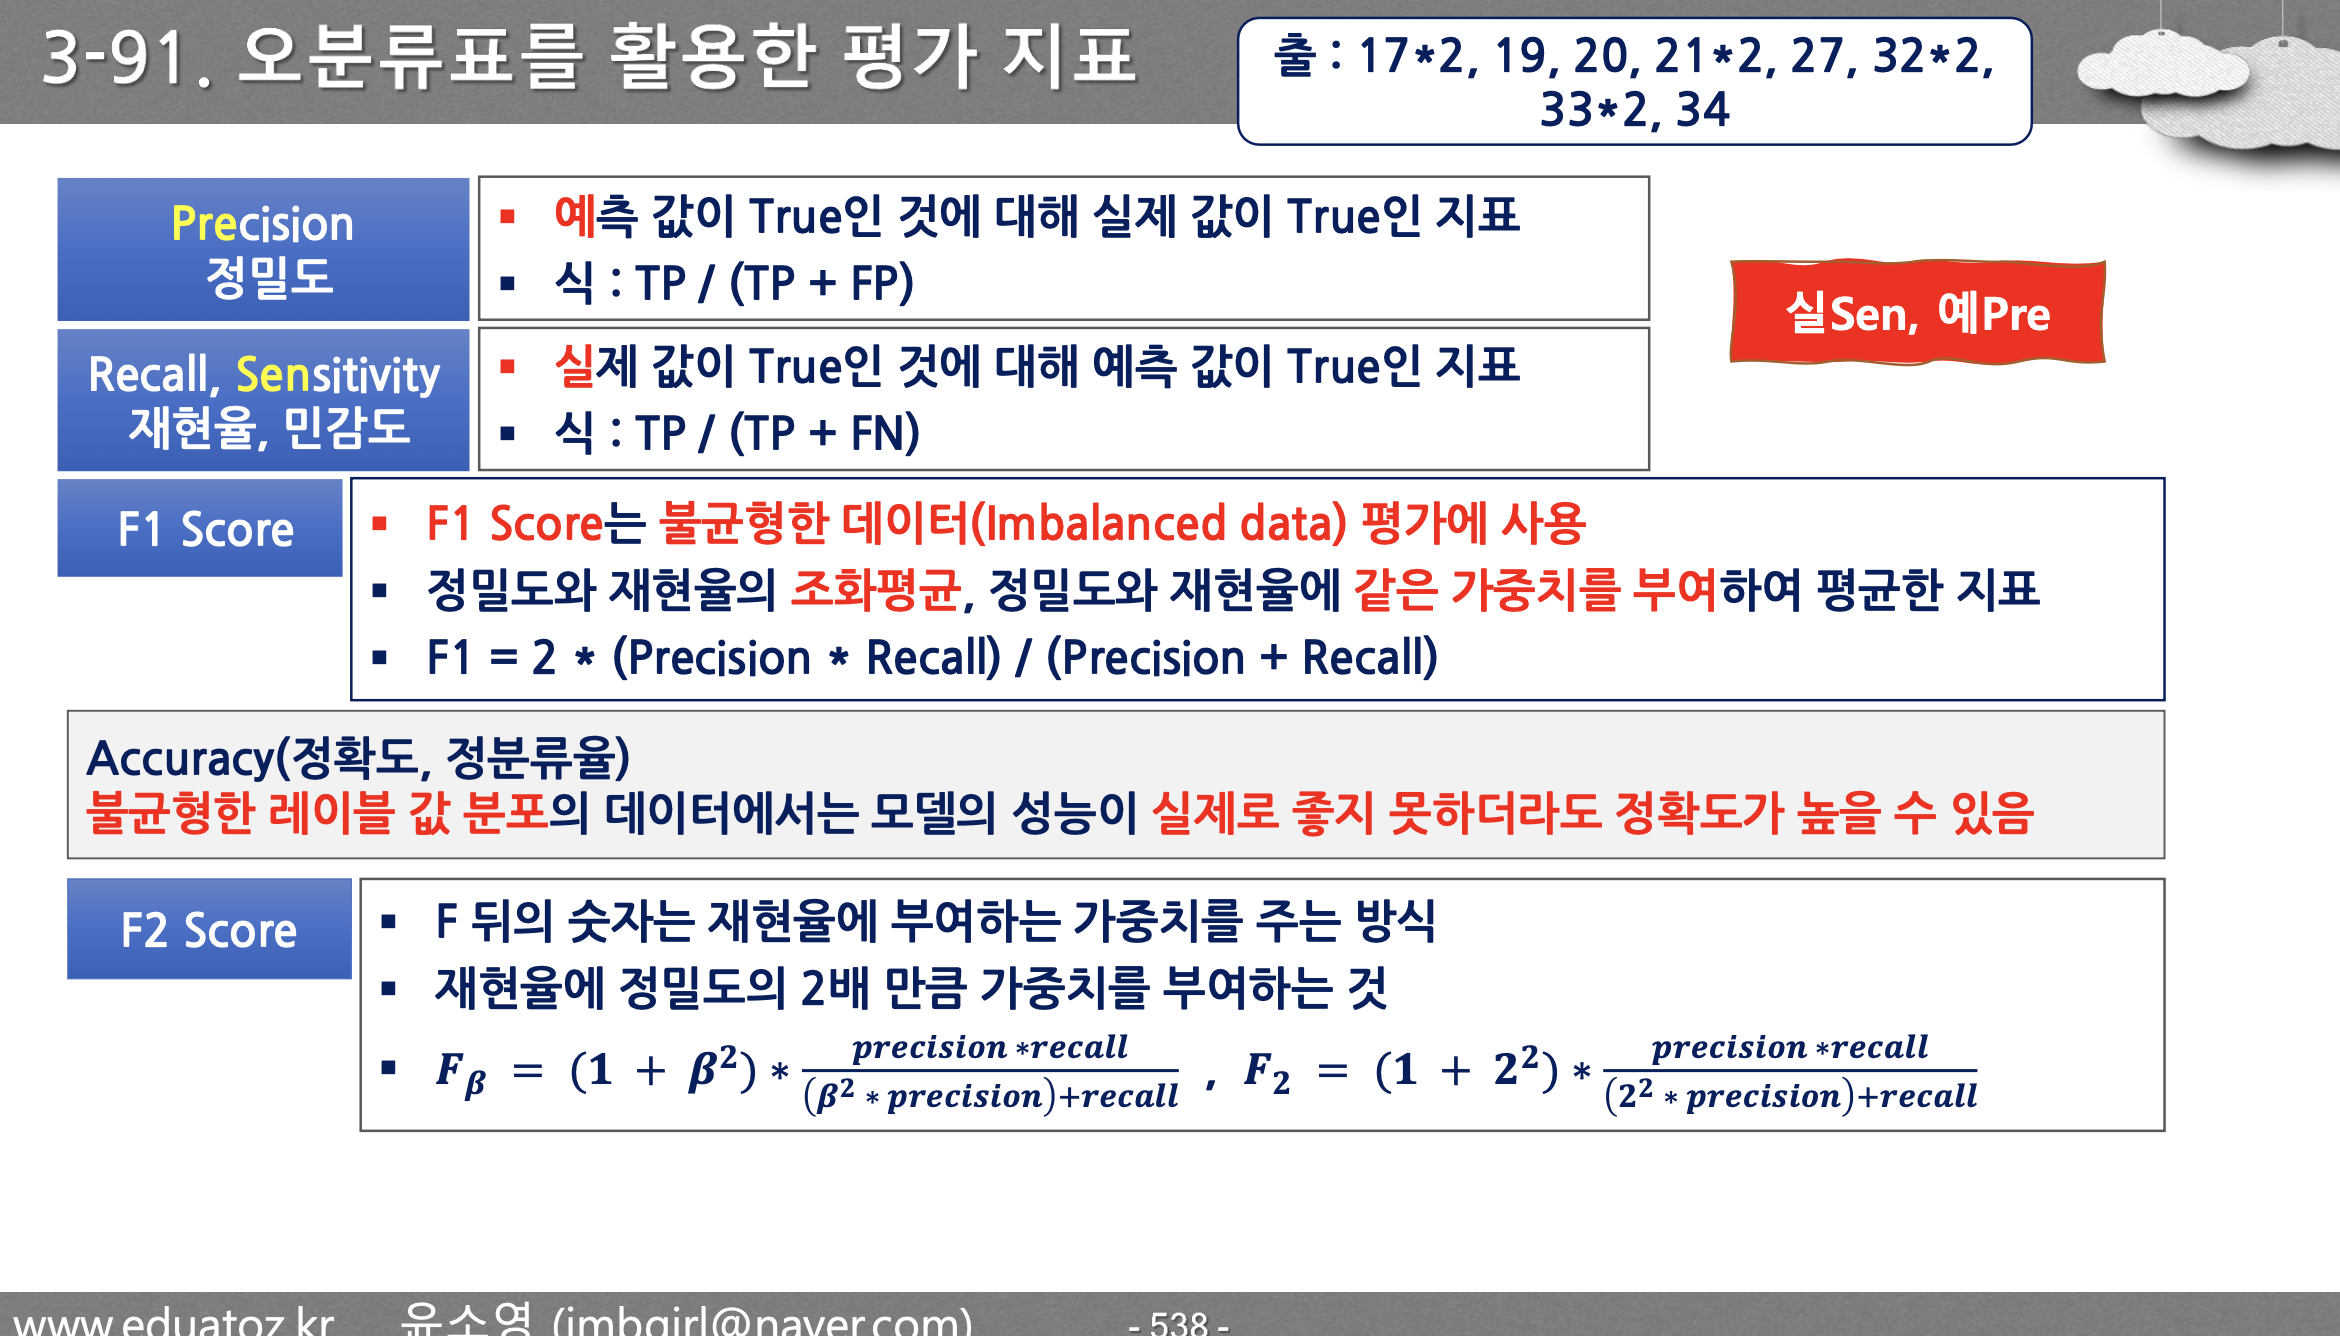 3-91. 오분류표를 활용한 평가 지표
출 : 17*2, 19, 20, 21*2, 27, 32*2,
33*2, 34
Precision
정밀도
▪ 예측 값이 True인 것에 대해 실제 값이 True인 지표
▪ 식 : TP / (TP + FP)
실Sen, 예Pre
Recall, Sensitivity
재현율, 민감도
▪ 실제 값이 True인 것에 대해 예측 값이 True인 지표
▪ 식 : TP / (TP + FN)
F1 Score
▪ F1 Score는 불균형한 데이터(Imbalanced data) 평가에 사용
▪ 정밀도와 재현율의 조화평균, 정밀도와 재현율에 같은 가중치를 부여하여 평균한 지표
▪ F1 = 2 * (Precision * Recall) / (Precision + Recall)
Accuracy(정확도, 정분류율)
불균형한 레이블 값 분포의 데이터에서는 모델의 성능이 실제로 좋지 못하더라도 정확도가 높을 수 있음
F2 Score
▪ F 뒤의 숫자는 재현율에 부여하는 가중치를 주는 방식
▪ 재현율에 정밀도의 2배 만큼 가중치를 부여하는 것
▪ F_β = (1 + β²) * (precision * recall) / ((β² * precision) + recall) , F_2 = (1 + 2²) * (precision * recall) / ((2² * precision) + recall)
www.eduatoz.kr 윤소영 (jmbgirl@naver.com) - 538 -